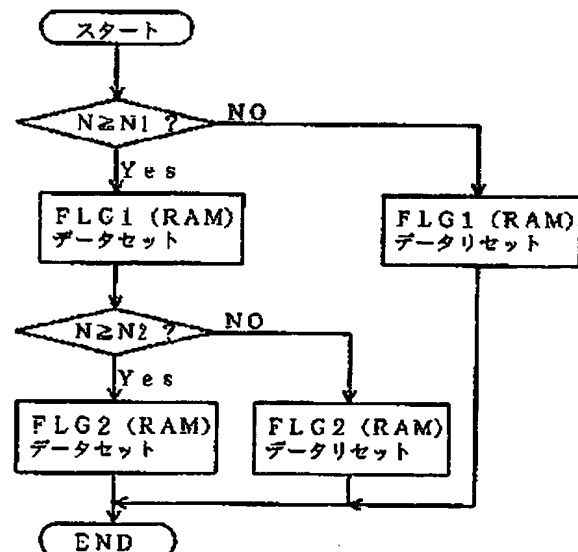 スタート
N≧N1 ?
NO
Yes
FLG1 (RAM)
データセット
FLG1 (RAM)
データリセット
N≧N2 ?
NO
Yes
FLG2 (RAM)
データセット
FLG2 (RAM)
データリセット
END